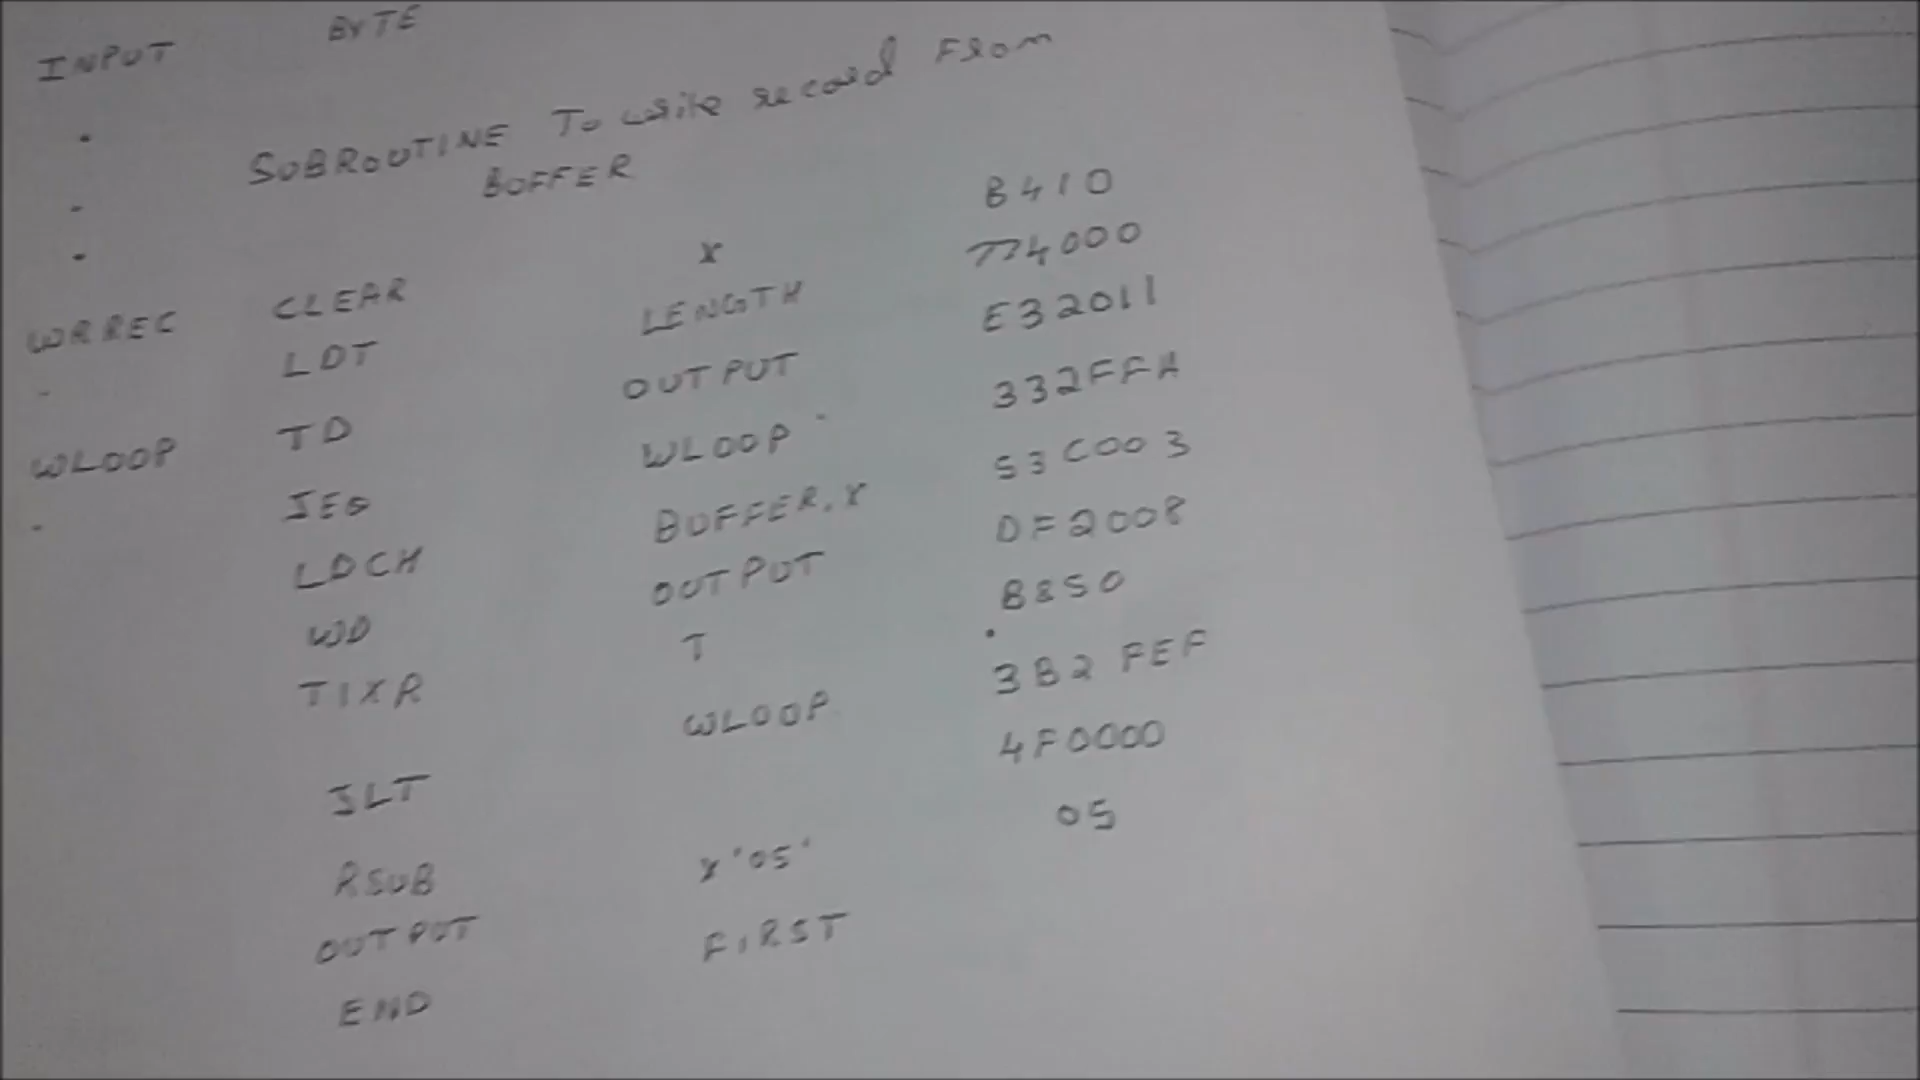 INPUT BYTE
. SUBROUTINE To write record From
. BUFFER
.
WRREC CLEAR X B410
. LDT LENGTH 774000
WLOOP TD OUTPUT E32011
. JEQ WLOOP 332FFA
LDCH BUFFER,X 53C003
WD OUTPUT DF2008
TIXR T B850
JLT WLOOP 3B2FEF
RSUB 4F0000
OUTPUT X'05' 05
END FIRST